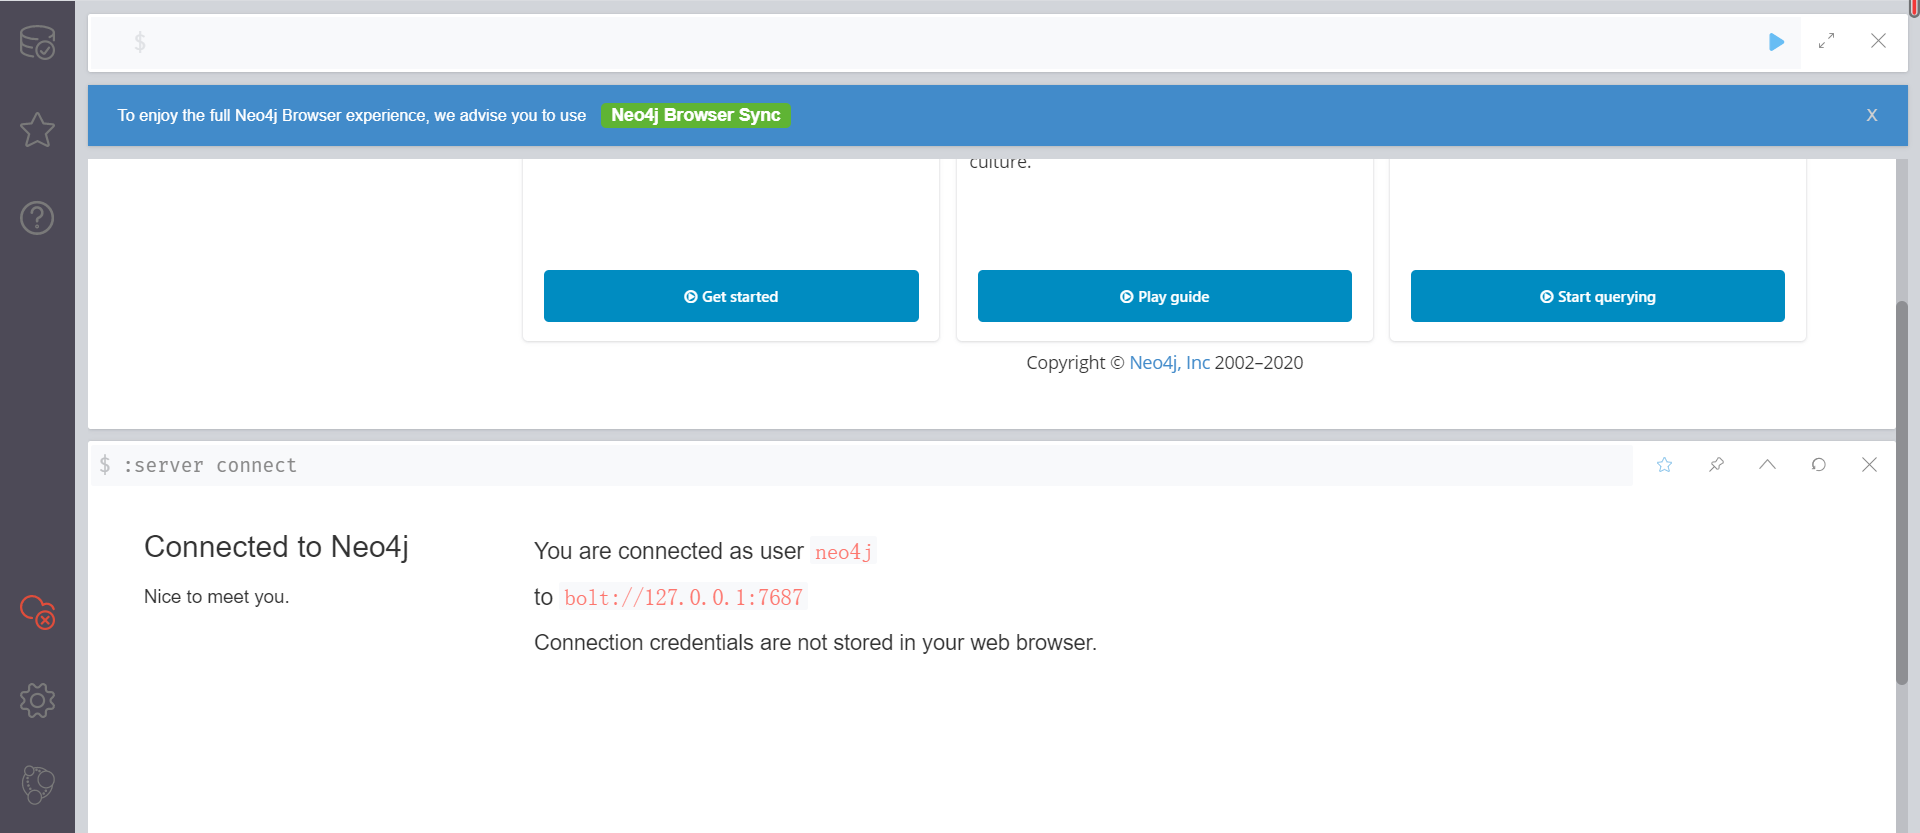 $
To enjoy the full Neo4j Browser experience, we advise you to use Neo4j Browser Sync
X
culture.
Get started
Play guide
Start querying
Copyright © Neo4j, Inc 2002–2020
$ :server connect
Connected to Neo4j
Nice to meet you.
You are connected as user neo4j
to bolt://127.0.0.1:7687
Connection credentials are not stored in your web browser.